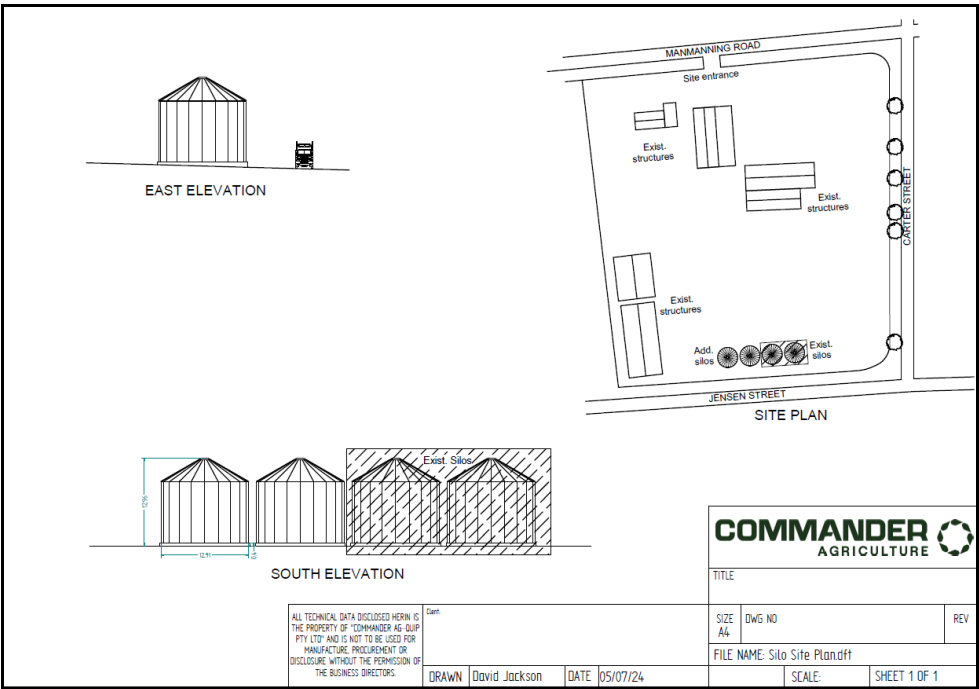 MANMANNING ROAD
Site entrance
Exist.
structures
Exist.
structures
CARTER STREET
Exist.
structures
Add.
silos
Exist.
silos
JENSEN STREET
SITE PLAN
EAST ELEVATION
Exist. Silos
12.91
SOUTH ELEVATION
COMMANDER
AGRICULTURE
TITLE
SIZE
A4
DWG NO
REV
FILE NAME: Silo Site Plan.dft
SCALE:
SHEET 1 OF 1
ALL TECHNICAL DATA DISCLOSED HERIN IS
THE PROPERTY OF "COMMANDER AG-QUIP
PTY LTD" AND IS NOT TO BE USED FOR
MANUFACTURE, PROCUREMENT OR
DISCLOSURE WITHOUT THE PERMISSION OF
THE BUSINESS DIRECTORS.
Client:
DRAWN David Jackson
DATE 05/07/24